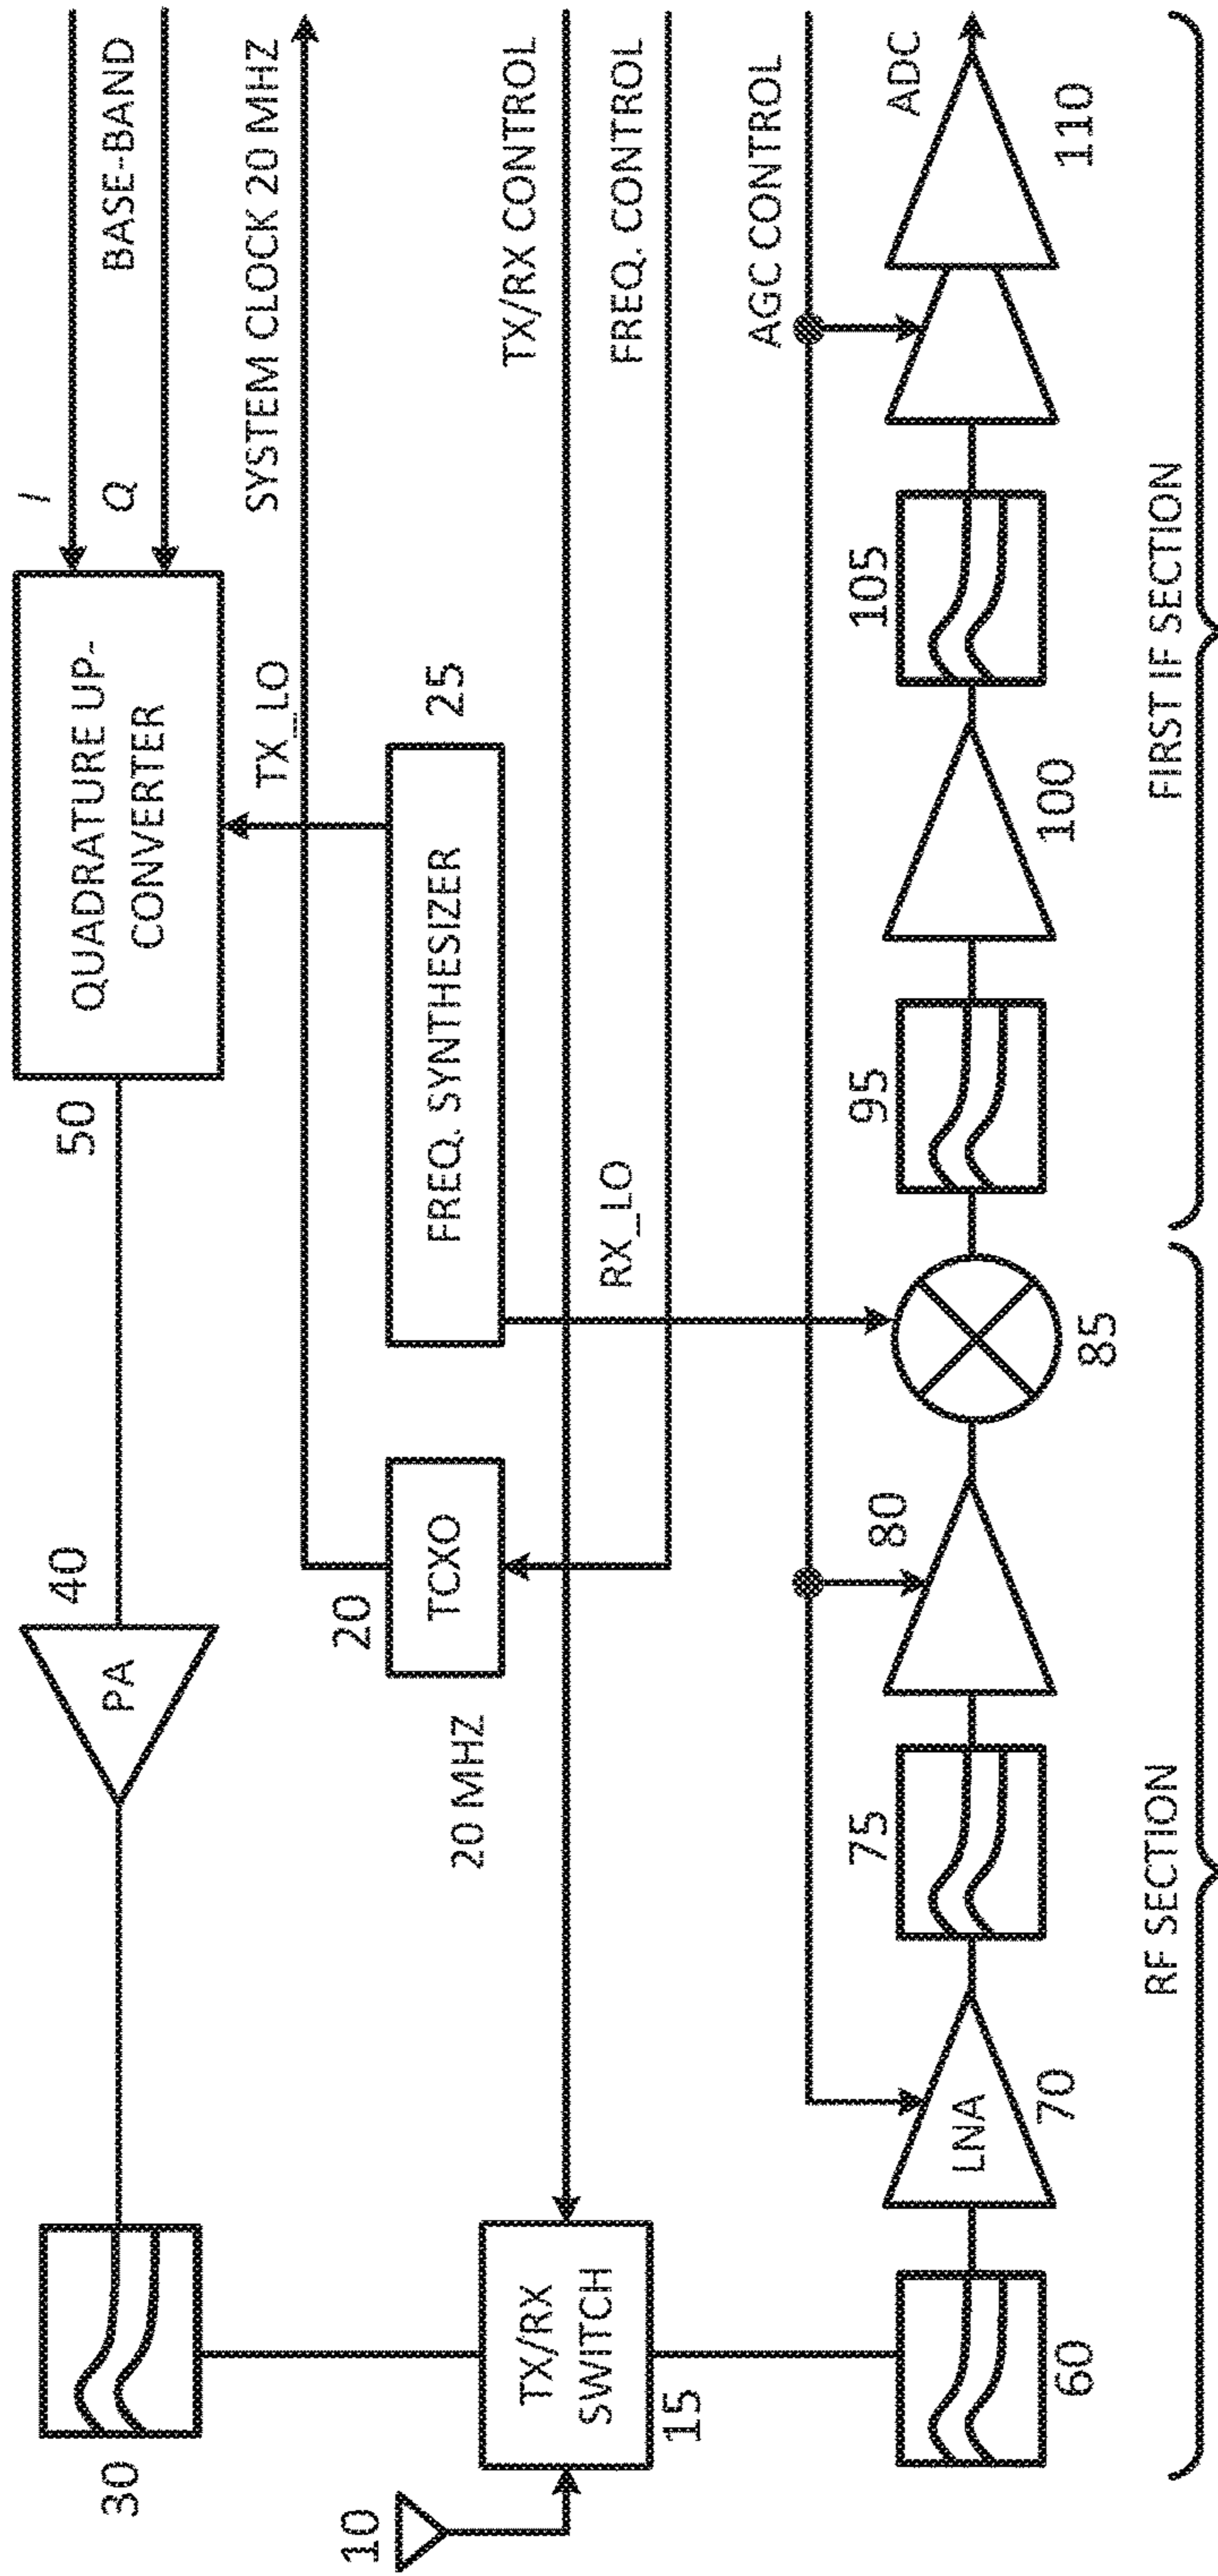 30
40
PA
50
QUADRATURE UP-
CONVERTER
I
Q
BASE-BAND
10
20
TCXO
20 MHZ
FREQ. SYNTHESIZER
25
TX_LO
SYSTEM CLOCK 20 MHZ
TX/RX
SWITCH
15
TX/RX CONTROL
RX_LO
FREQ. CONTROL
AGC CONTROL
60
LNA
70
75
80
85
95
100
105
110
ADC
RF SECTION
FIRST IF SECTION